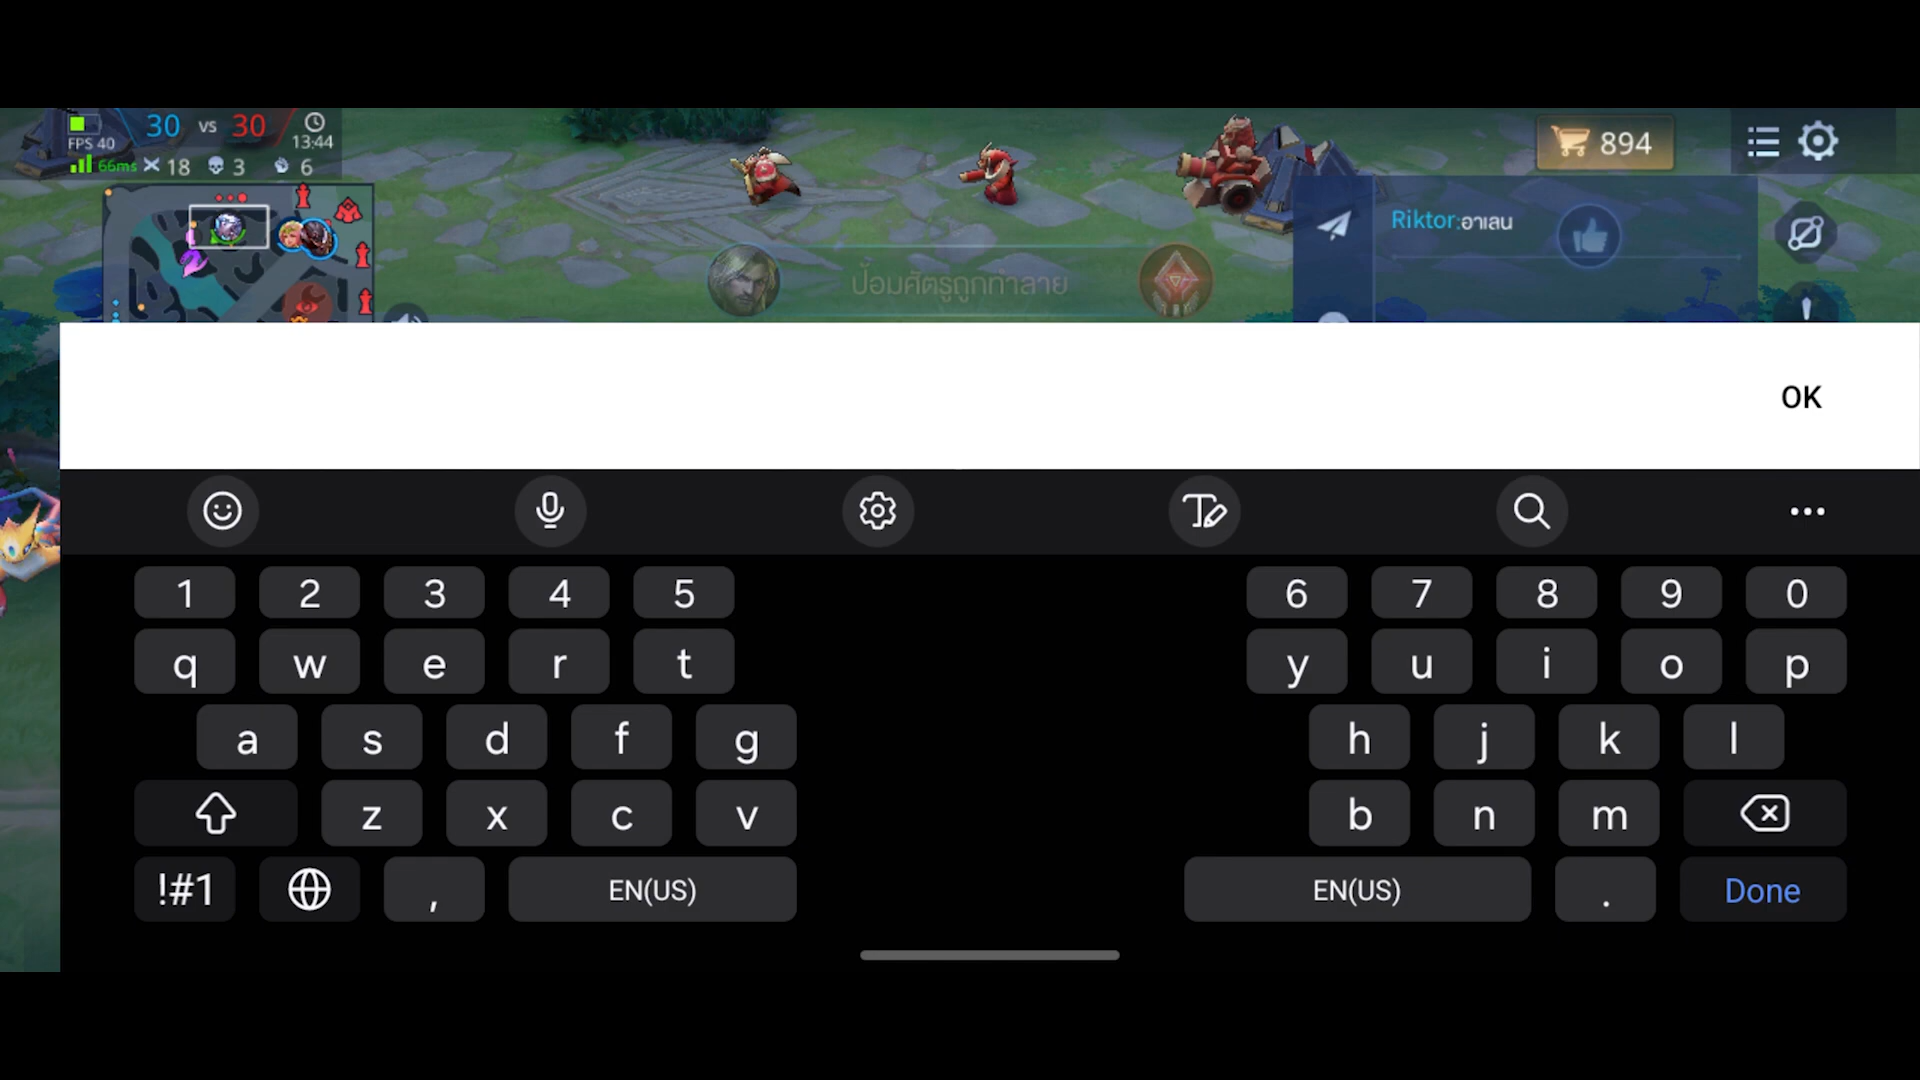 30 vs 30
FPS 40
13:44
66ms 18 3 6
894
Riktor:อาเลน
ป้อมศัตรูถูกทำลาย
OK
1 2 3 4 5 6 7 8 9 0
q w e r t y u i o p
a s d f g h j k l
z x c v b n m
!#1 , EN(US) EN(US) . Done